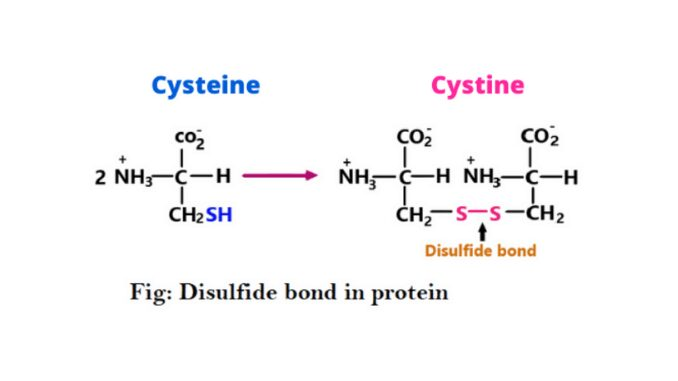 Cysteine Cystine
CO₂⁻ CO₂⁻ CO₂⁻
2 NH₃⁺—C—H NH₃⁺—C—H NH₃⁺—C—H
CH₂SH CH₂—S—S—CH₂
Disulfide bond
Fig: Disulfide bond in protein